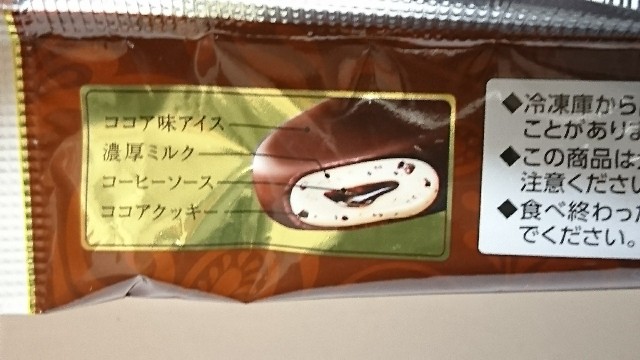 ココア味アイス
濃厚ミルク
コーヒーソース
ココアクッキー
◆冷凍庫から
ことがありま
◆この商品は
注意ください
◆食べ終わった
でください。